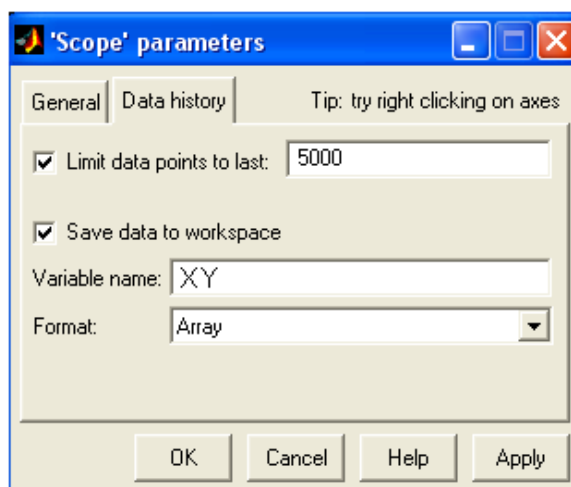 'Scope' parameters
General Data history Tip: try right clicking on axes
Limit data points to last: 5000
Save data to workspace
Variable name: XY
Format: Array
OK Cancel Help Apply